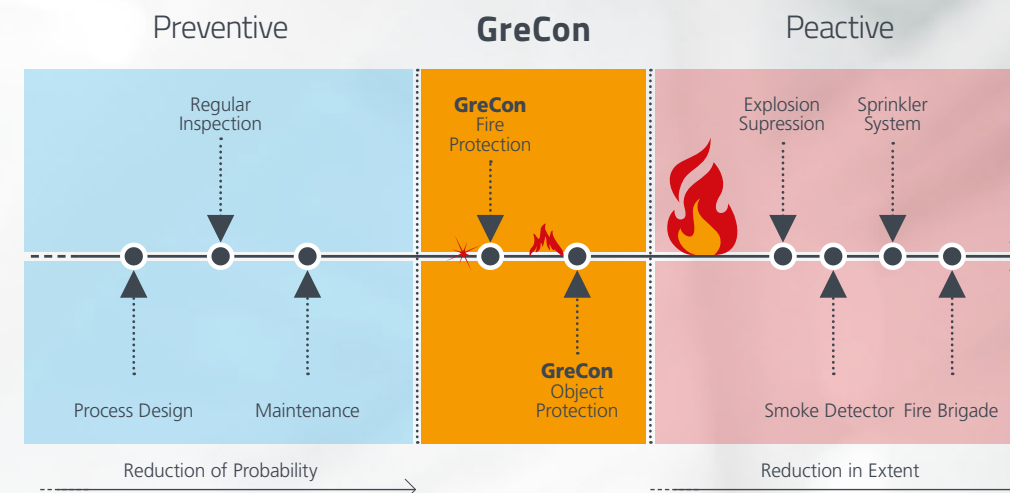 Preventive
GreCon
Peactive
Regular
Inspection
GreCon
Fire
Protection
Explosion
Supression
Sprinkler
System
Process Design
Maintenance
GreCon
Object
Protection
Smoke Detector
Fire Brigade
Reduction of Probability
Reduction in Extent